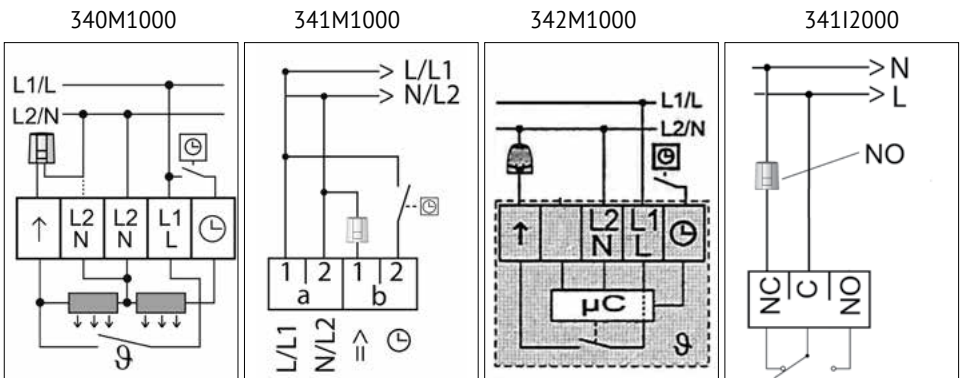 340M1000
341M1000
342M1000
341I2000
L1/L
L2/N
↑ L2 N L2 N L1 L
ϑ
> L/L1
> N/L2
1 2 1 2
a b
L/L1 N/L2 =>
L1/L
L2/N
↑ L2 N L1 L
µC
ϑ
>N
>L
NO
NC C NO